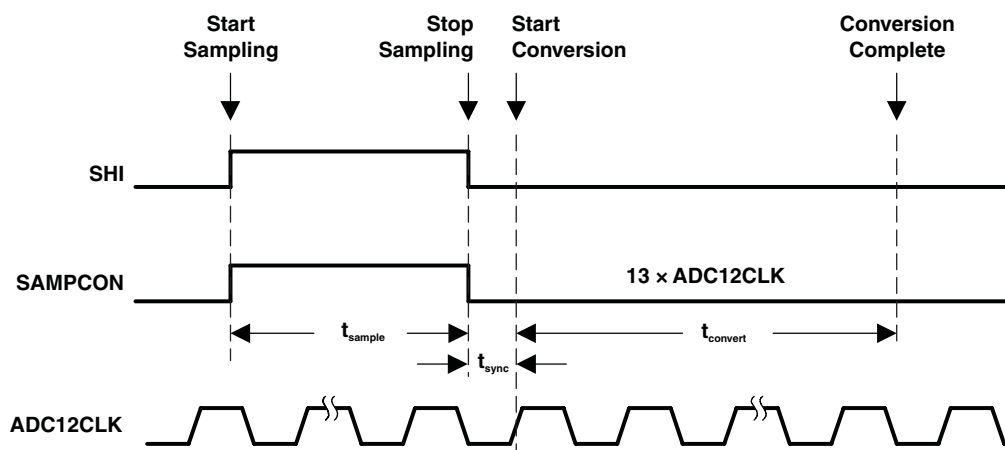 Start
Sampling
Stop
Sampling
Start
Conversion
Conversion
Complete
SHI
SAMPCON
13 × ADC12CLK
tsample
tconvert
tsync
ADC12CLK